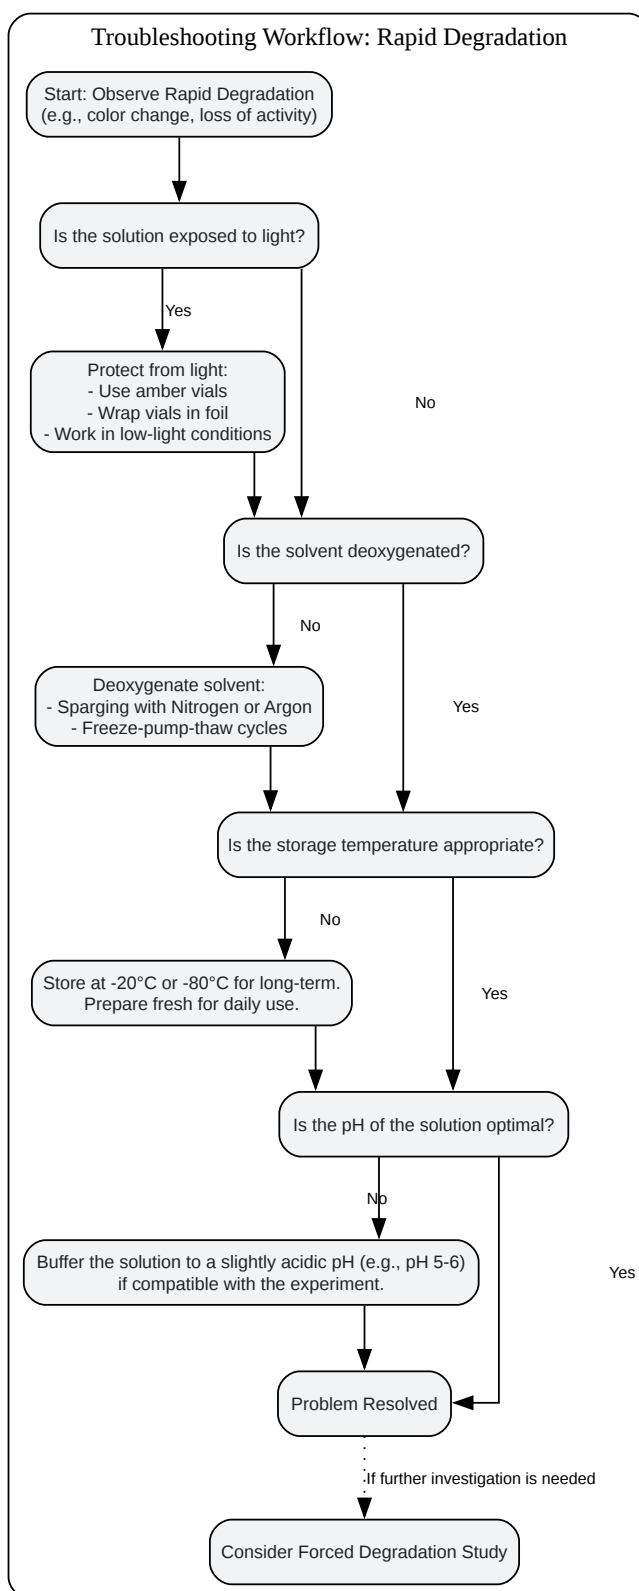 Troubleshooting Workflow: Rapid Degradation
Start: Observe Rapid Degradation
(e.g., color change, loss of activity)
Is the solution exposed to light?
Yes
Protect from light:
- Use amber vials
- Wrap vials in foil
- Work in low-light conditions
No
Is the solvent deoxygenated?
No
Deoxygenate solvent:
- Sparging with Nitrogen or Argon
- Freeze-pump-thaw cycles
Yes
Is the storage temperature appropriate?
No
Store at -20°C or -80°C for long-term.
Prepare fresh for daily use.
Yes
Is the pH of the solution optimal?
No
Buffer the solution to a slightly acidic pH (e.g., pH 5-6)
if compatible with the experiment.
Yes
Problem Resolved
If further investigation is needed
Consider Forced Degradation Study